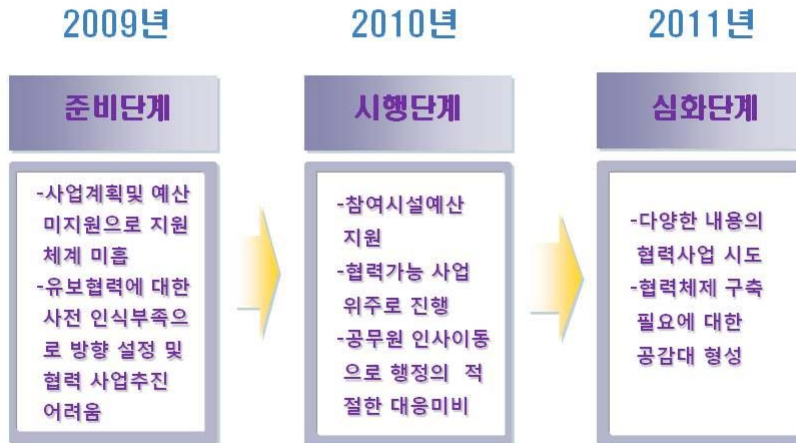 2009년
2010년
2011년
준비단계
시행단계
심화단계
-사업계획및 예산
미지원으로 지원
체계 미흡
-유보협력에 대한
사전 인식부족으
로 방향 설정 및
협력 사업추진
어려움
-참여시설예산
지원
-협력가능 사업
위주로 진행
-공무원 인사이동
으로 행정의 적
절한 대응미비
-다양한 내용의
협력사업 시도
-협력체제 구축
필요에 대한
공감대 형성